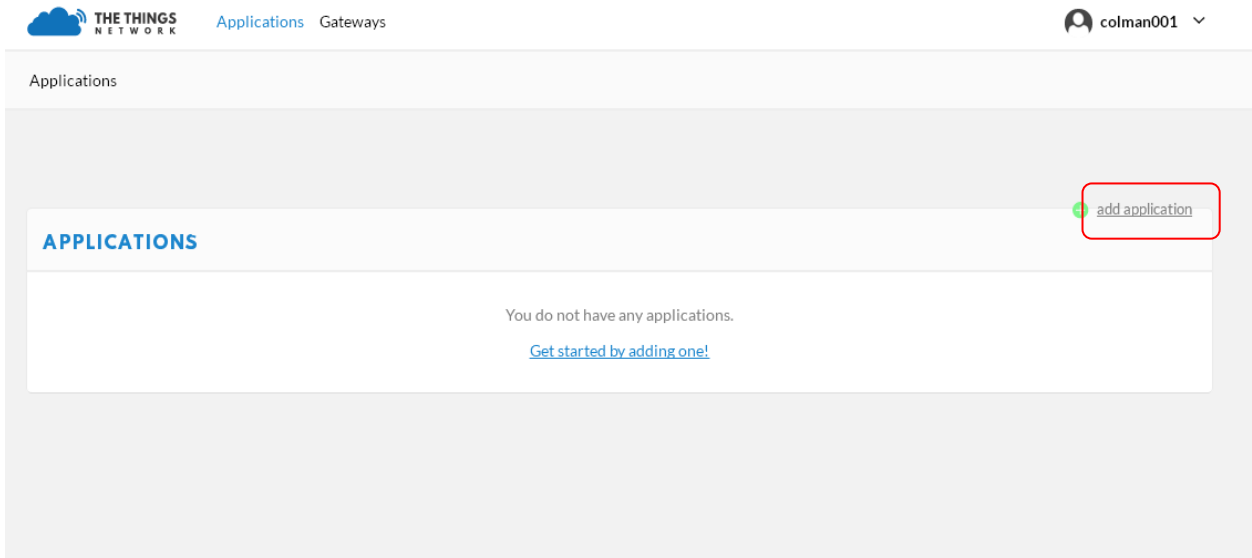 THE THINGS
NETWORK
Applications Gateways
colman001
Applications
add application
APPLICATIONS
You do not have any applications.
Get started by adding one!